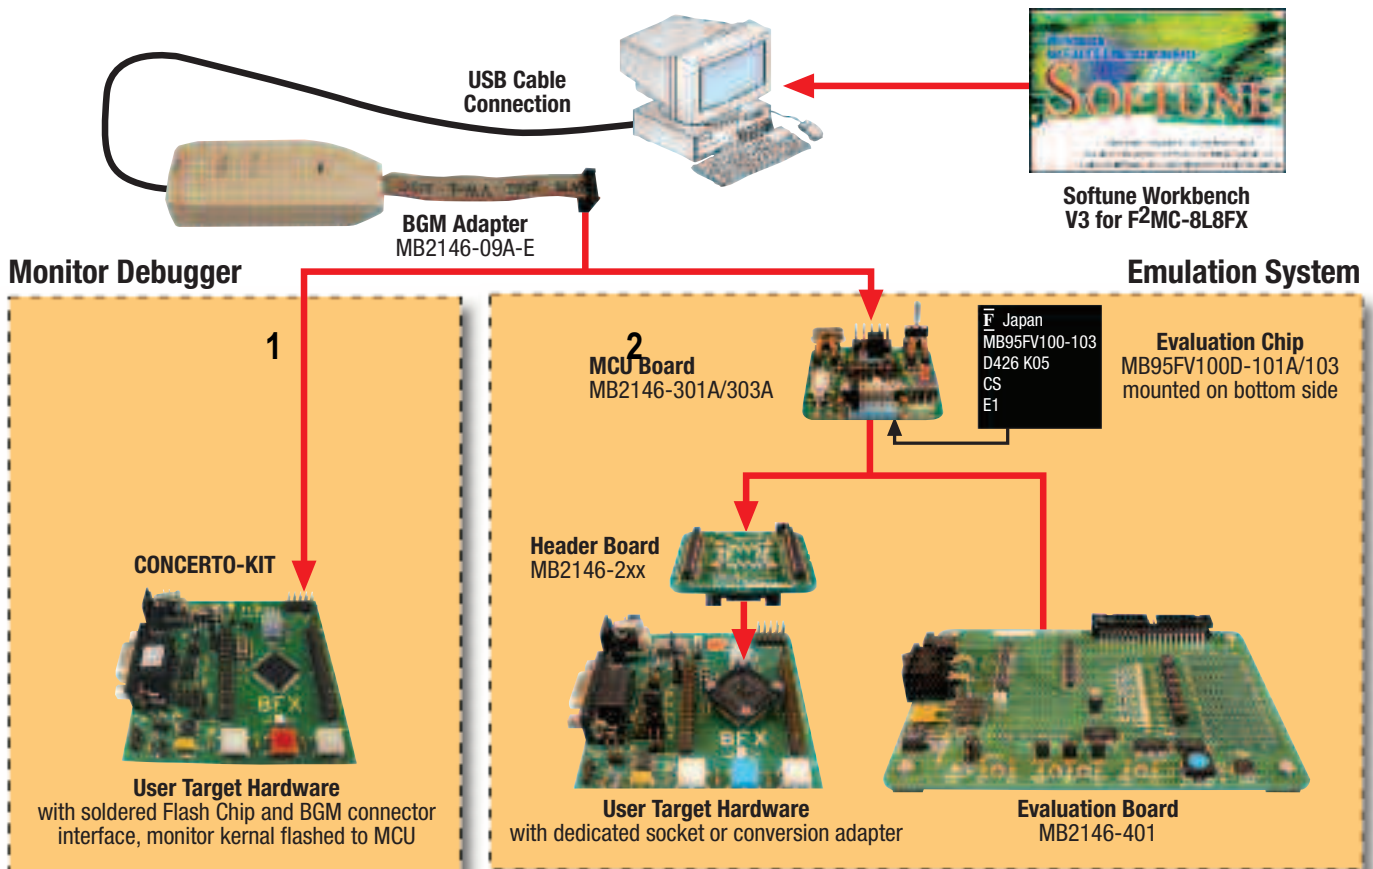 USB Cable
Connection
SOFTUNE
Softune Workbench
V3 for F2MC-8L8FX
BGM Adapter
MB2146-09A-E
Monitor Debugger
Emulation System
1
2
MCU Board
MB2146-301A/303A
F Japan
MB95FV100-103
D426 K05
CS
E1
Evaluation Chip
MB95FV100D-101A/103
mounted on bottom side
Header Board
MB2146-2xx
CONCERTO-KIT
BFX
BFX
User Target Hardware
with soldered Flash Chip and BGM connector
interface, monitor kernal flashed to MCU
User Target Hardware
with dedicated socket or conversion adapter
Evaluation Board
MB2146-401